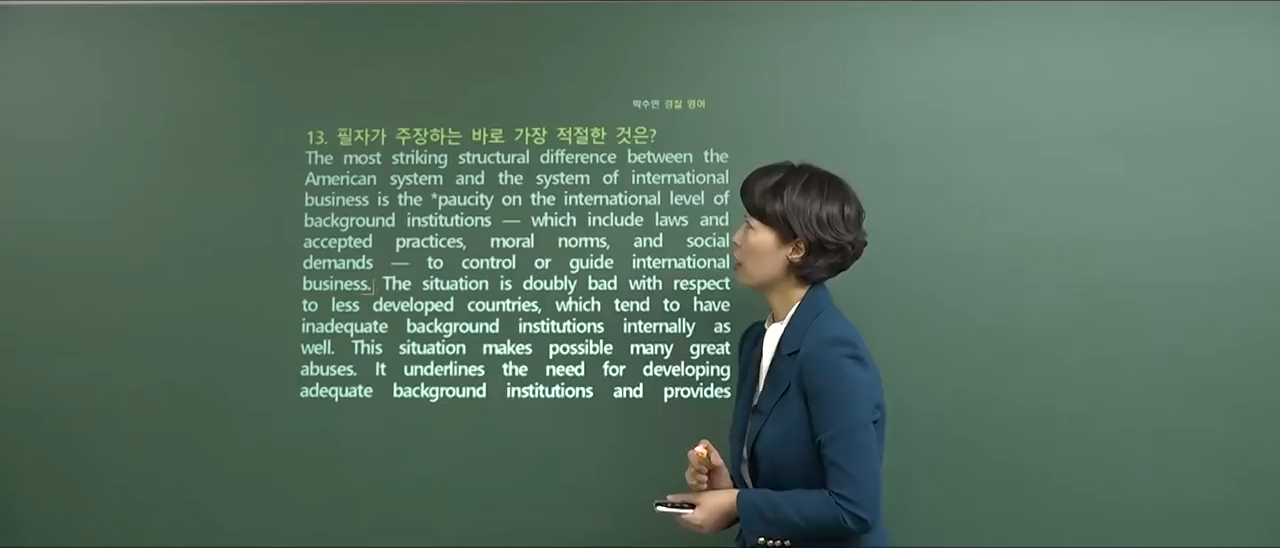 박수연 경찰 영어
13. 필자가 주장하는 바로 가장 적절한 것은?
The most striking structural difference between the
American system and the system of international
business is the *paucity on the international level of
background institutions — which include laws and
accepted practices, moral norms, and social
demands — to control or guide international
business. The situation is doubly bad with respect
to less developed countries, which tend to have
inadequate background institutions internally as
well. This situation makes possible many great
abuses. It underlines the need for developing
adequate background institutions and provides